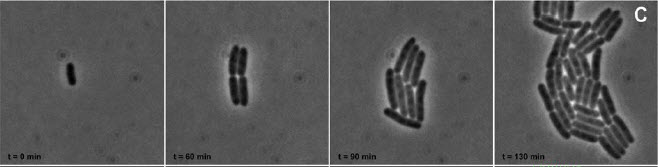 C
t = 0 min
t = 60 min
t = 90 min
t = 130 min